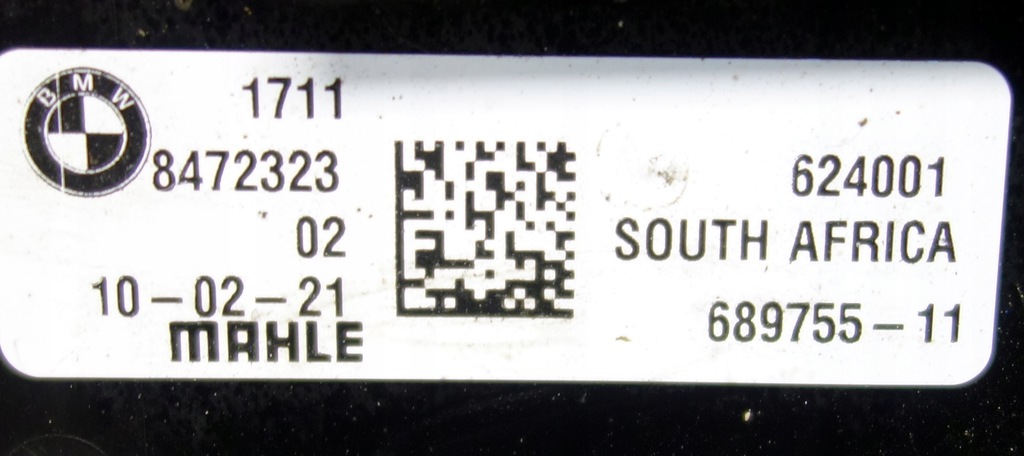 BMW
1711
8472323
02
10-02-21
MAHLE
624001
SOUTH AFRICA
689755-11